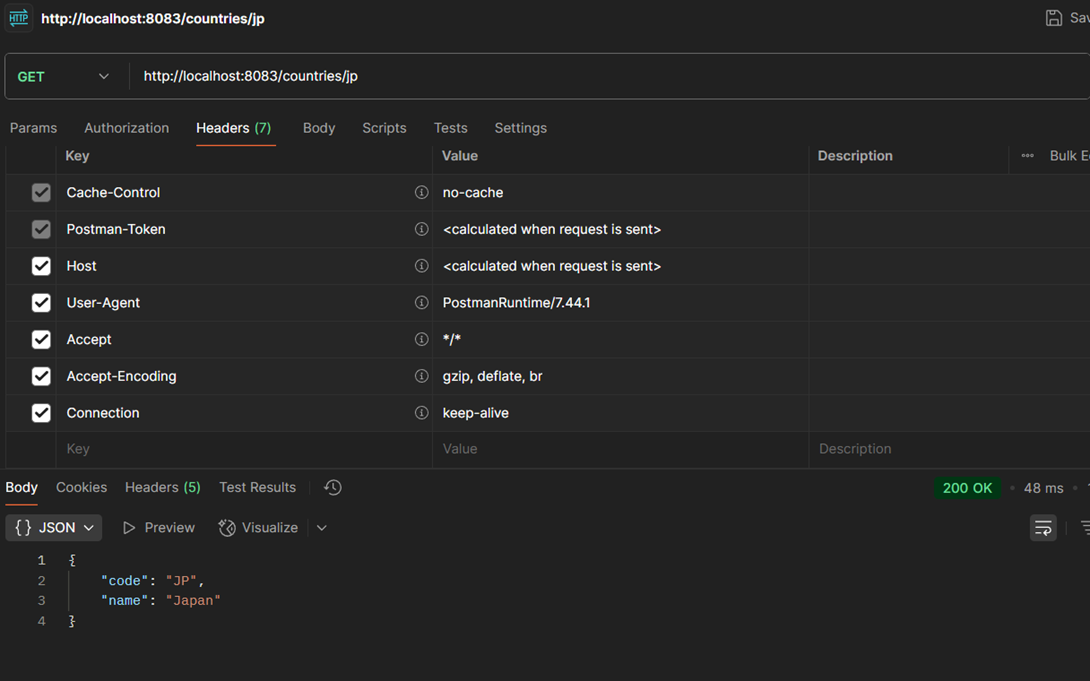 HTTP http://localhost:8083/countries/jp Sav
GET http://localhost:8083/countries/jp
Params Authorization Headers (7) Body Scripts Tests Settings
Key Value Description Bulk E
Cache-Control no-cache
Postman-Token <calculated when request is sent>
Host <calculated when request is sent>
User-Agent PostmanRuntime/7.44.1
Accept */*
Accept-Encoding gzip, deflate, br
Connection keep-alive
Key Value Description
Body Cookies Headers (5) Test Results 200 OK • 48 ms •
{} JSON Preview Visualize
1 {
2 "code": "JP",
3 "name": "Japan"
4 }